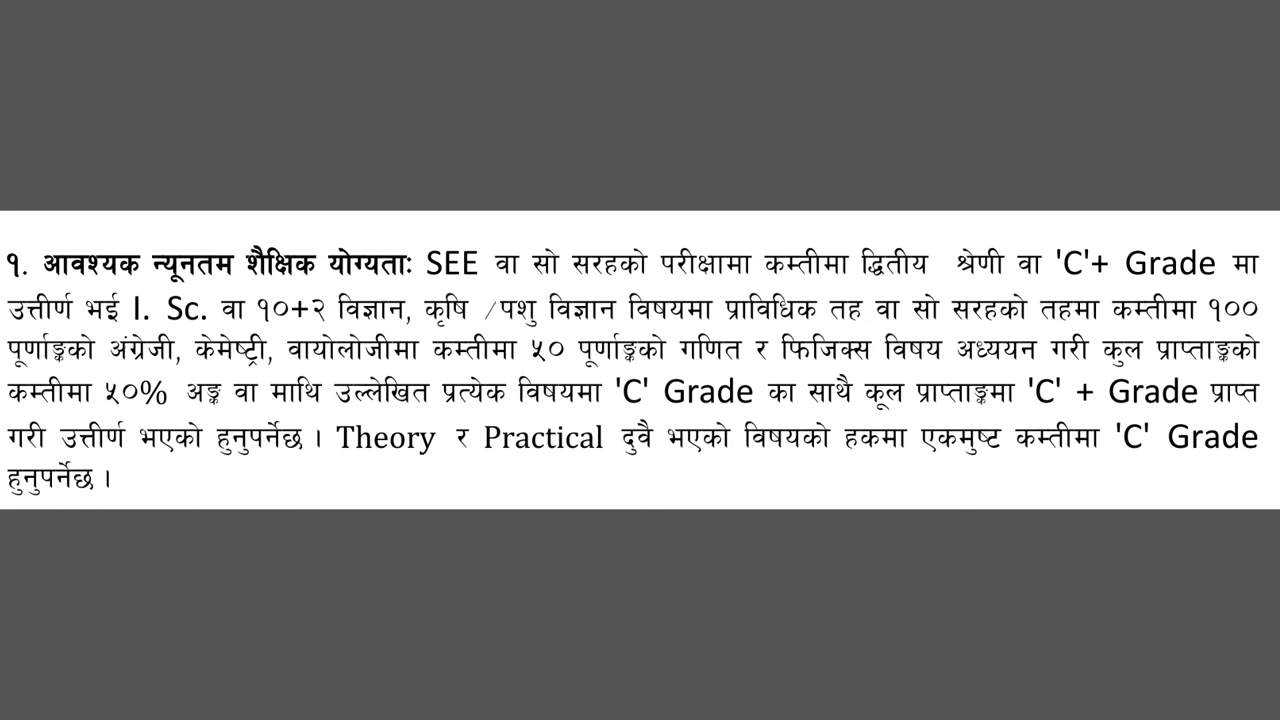 १. आवश्यक न्यूनतम शैक्षिक योग्यताः SEE वा सो सरहको परीक्षामा कम्तीमा द्धितीय श्रेणी वा 'C'+ Grade मा
उत्तीर्ण भई I. Sc. वा १०+२ विज्ञान, कृषि /पशु विज्ञान विषयमा प्राविधिक तह वा सो सरहको तहमा कम्तीमा १००
पूर्णाङ्कको अंग्रेजी, केमेष्ट्री, वायोलोजीमा कम्तीमा ५० पूर्णाङ्कको गणित र फिजिक्स विषय अध्ययन गरी कुल प्राप्ताङ्कको
कम्तीमा ५०% अङ्क वा माथि उल्लेखित प्रत्येक विषयमा 'C' Grade का साथै कूल प्राप्ताङ्कमा 'C' + Grade प्राप्त
गरी उत्तीर्ण भएको हुनुपर्नेछ । Theory र Practical दुवै भएको विषयको हकमा एकमुष्ट कम्तीमा 'C' Grade
हुनुपर्नेछ ।